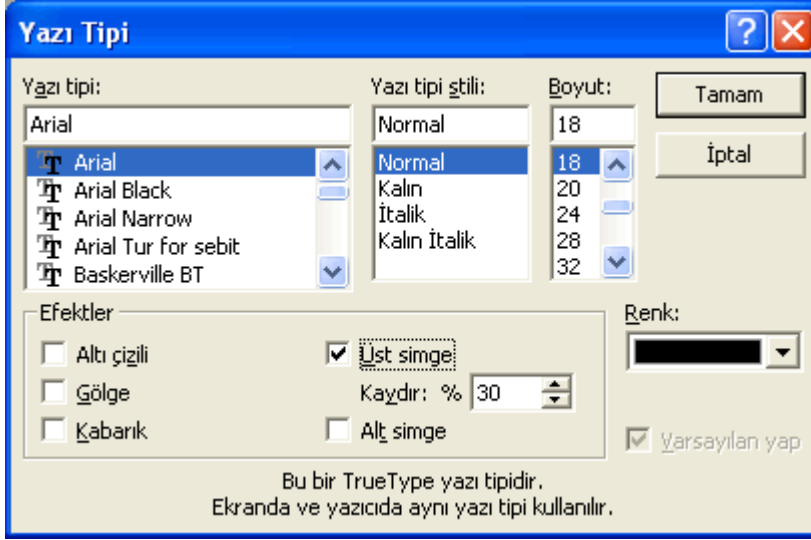 Yazı Tipi
Yazı tipi:
Yazı tipi stili:
Boyut:
Tamam
Arial
Normal
18
İptal
Arial
Arial Black
Arial Narrow
Arial Tur for sebit
Baskerville BT
Normal
Kalın
İtalik
Kalın İtalik
18
20
24
28
32
Efektler
Altı çizili
Gölge
Kabarık
Üst simge
Kaydır: % 30
Alt simge
Renk:
Varsayılan yap
Bu bir TrueType yazı tipidir.
Ekranda ve yazıcıda aynı yazı tipi kullanılır.